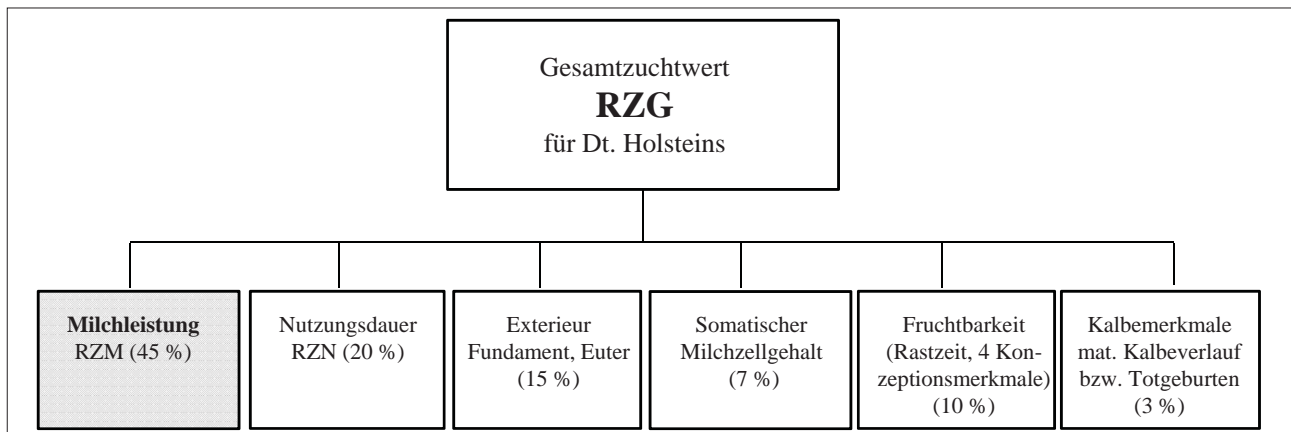 Gesamtzuchtwert
RZG
für Dt. Holsteins
Milchleistung
RZM (45 %)
Nutzungsdauer
RZN (20 %)
Exterieur
Fundament, Euter
(15 %)
Somatischer
Milchzellgehalt
(7 %)
Fruchtbarkeit
(Rastzeit, 4 Kon-
zeptionsmerkmale)
(10 %)
Kalbemerkmale
mat. Kalbeverlauf
bzw. Totgeburten
(3 %)